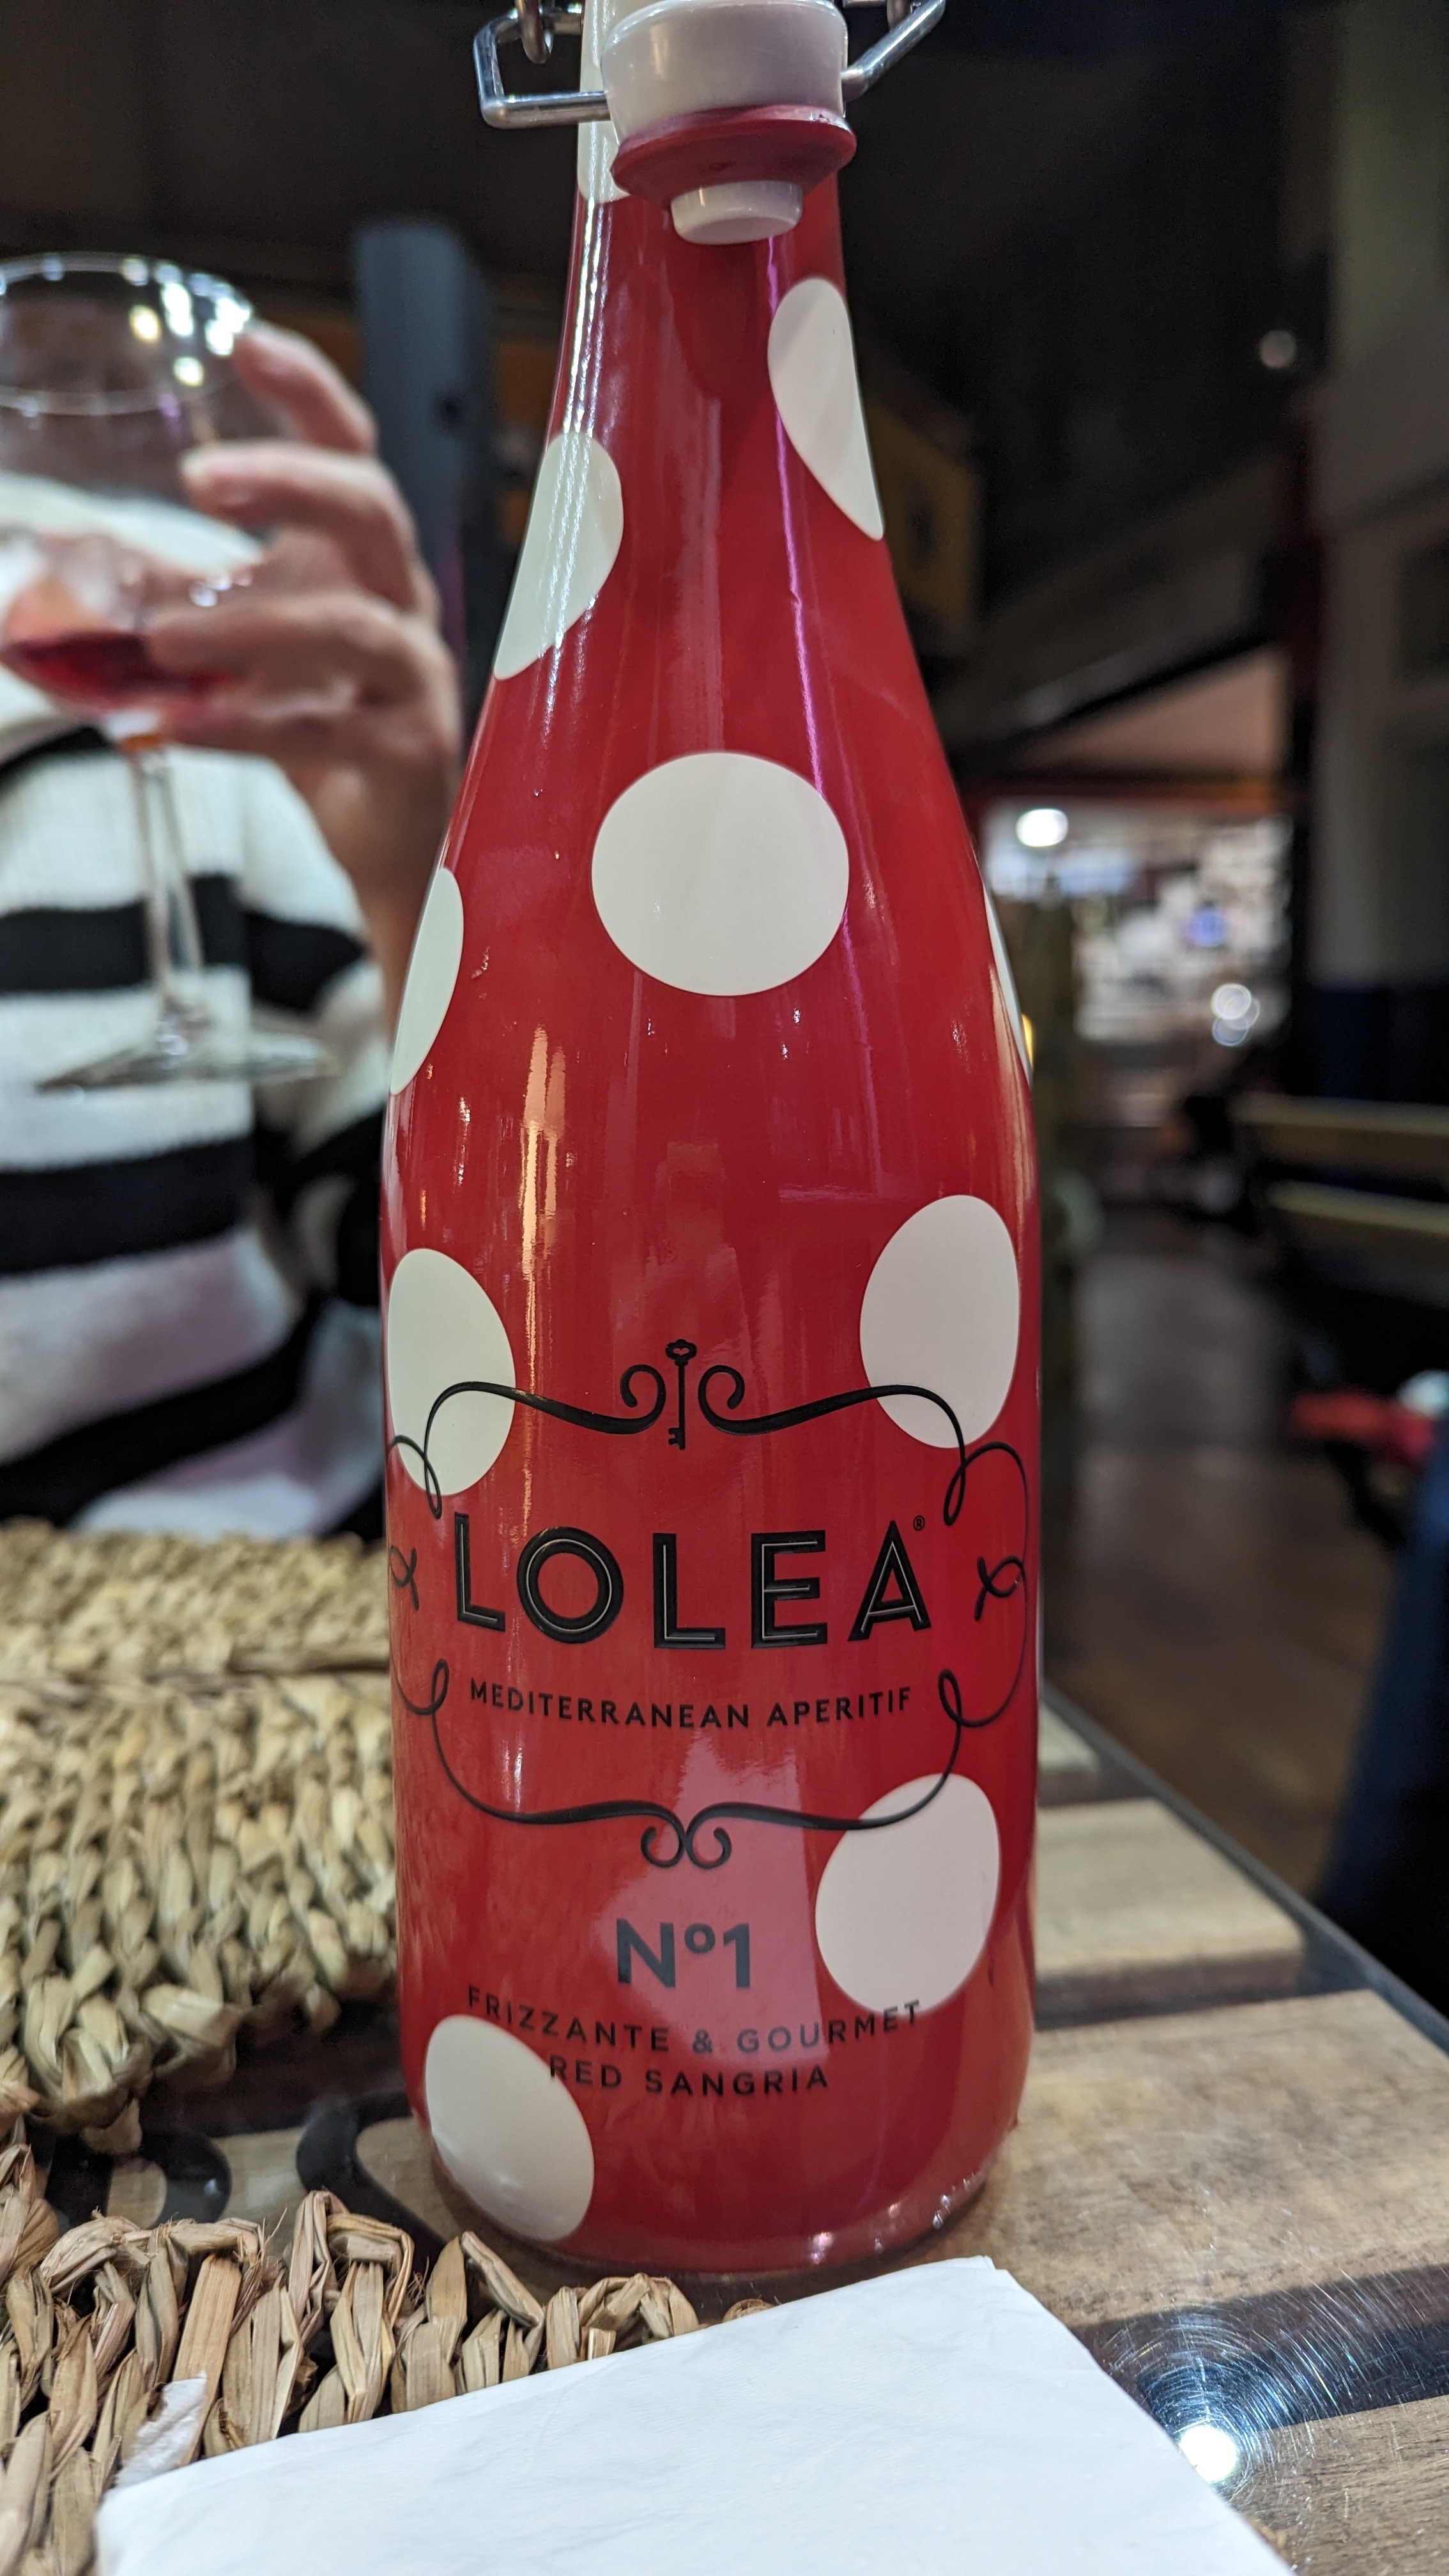 LOLEA®
MEDITERRANEAN APERITIF
Nº1
FRIZZANTE & GOURMET
RED SANGRIA